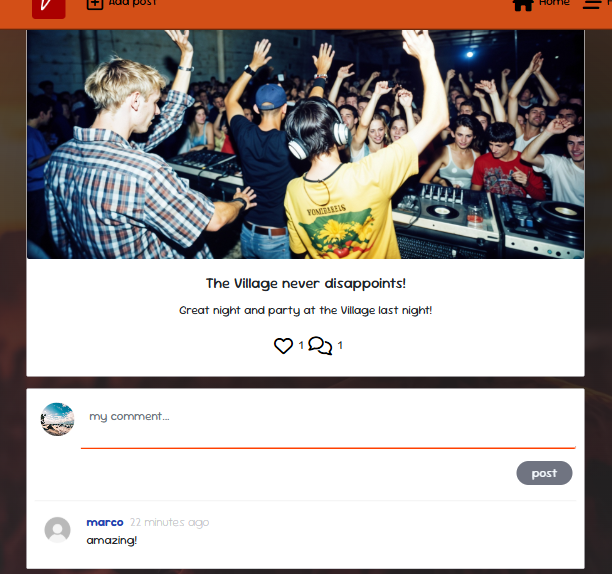 Add post
Home
The Village never disappoints!
Great night and party at the Village last night!
1 1
my comment...
post
marco 22 minutes ago
amazing!